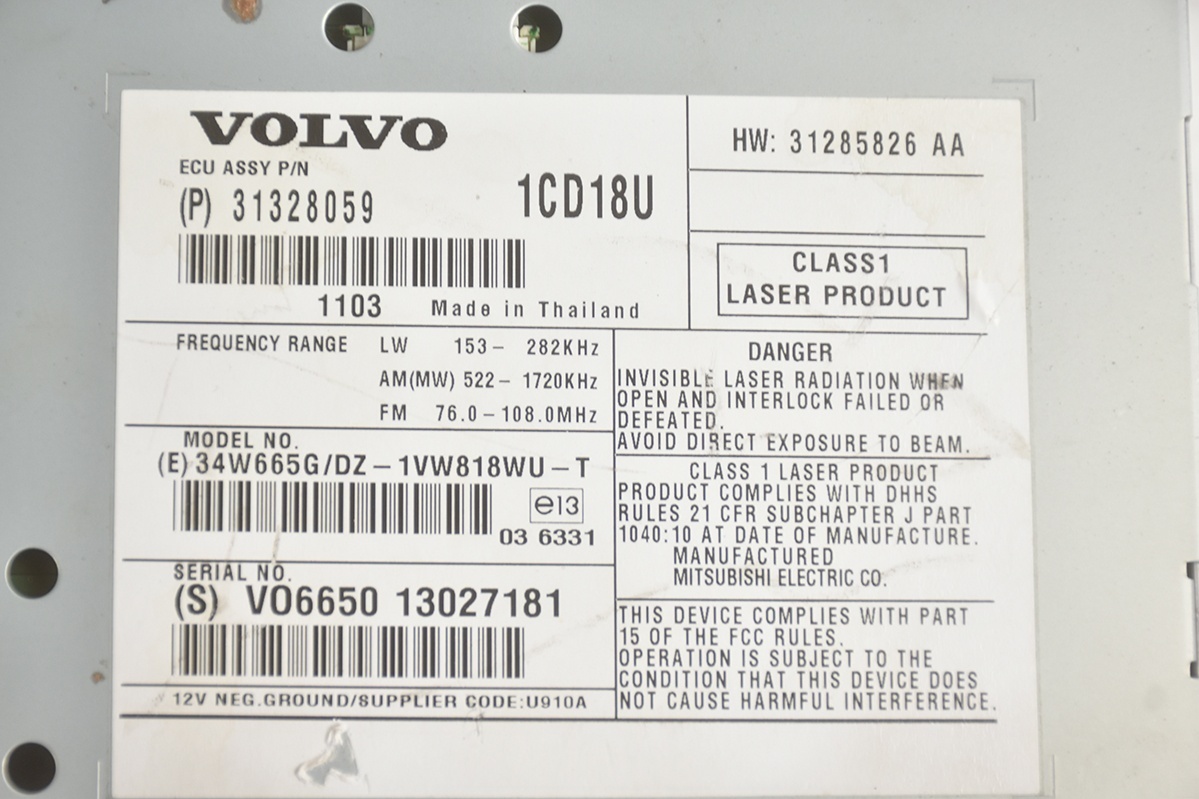 VOLVO
ECU ASSY P/N
(P) 31328059
1CD18U
1103 Made in Thailand
HW: 31285826 AA
CLASS1
LASER PRODUCT
FREQUENCY RANGE LW 153 - 282KHz
AM(MW) 522 - 1720KHz
FM 76.0 - 108.0MHz
MODEL NO.
(E) 34W665G/DZ-1VW818WU-T
e13
03 6331
SERIAL NO.
(S) VO6650 13027181
12V NEG.GROUND/SUPPLIER CODE:U910A
DANGER
INVISIBLE LASER RADIATION WHEN
OPEN AND INTERLOCK FAILED OR
DEFEATED.
AVOID DIRECT EXPOSURE TO BEAM.
CLASS 1 LASER PRODUCT
PRODUCT COMPLIES WITH DHHS
RULES 21 CFR SUBCHAPTER J PART
1040:10 AT DATE OF MANUFACTURE.
MANUFACTURED
MITSUBISHI ELECTRIC CO.
THIS DEVICE COMPLIES WITH PART
15 OF THE FCC RULES.
OPERATION IS SUBJECT TO THE
CONDITION THAT THIS DEVICE DOES
NOT CAUSE HARMFUL INTERFERENCE.